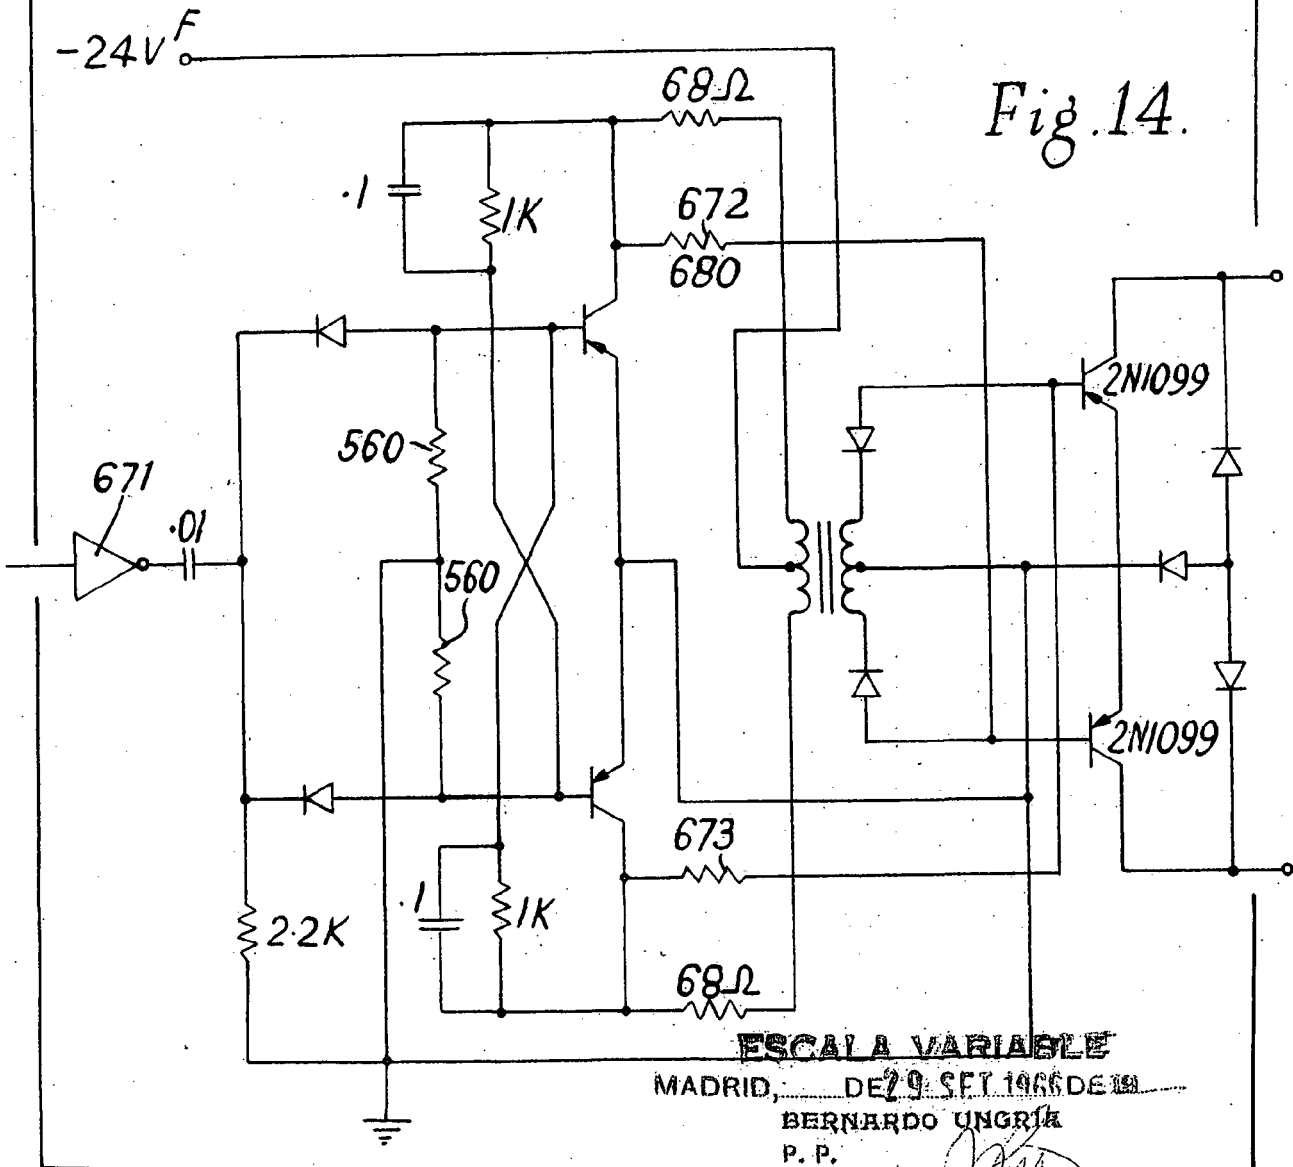 F
-24V
68Ω
Fig. 14.
.1
1K
672
680
2N1099
560
671
.01
560
2N1099
673
.1
1K
2.2K
68Ω
ESCALA VARIABLE
MADRID, DE 29 SET. 1966 DE 19
BERNARDO UNGRIA
P. P.